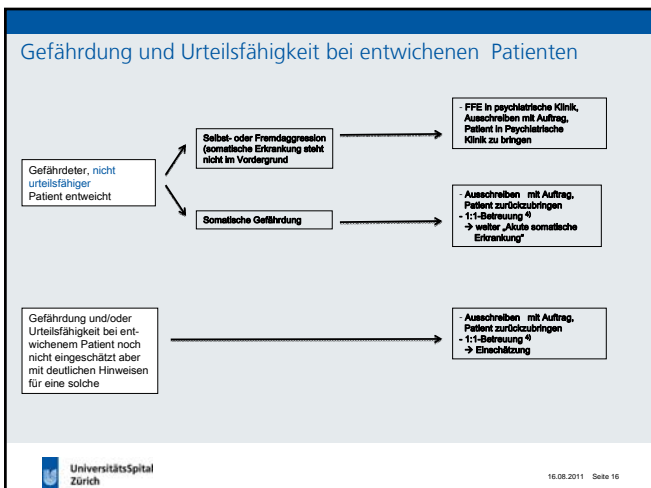 Gefährdung und Urteilsfähigkeit bei entwichenen Patienten
Gefährdeter, nicht
urteilsfähiger
Patient entweicht
Selbst- oder Fremdaggression
(somatische Erkrankung steht
nicht im Vordergrund
- FFE in psychiatrische Klinik,
Ausschreiben mit Auftrag,
Patient in Psychiatrische
Klinik zu bringen
Somatische Gefährdung
- Ausschreiben mit Auftrag,
Patient zurückzubringen
- 1:1-Betreuung 4)
→ weiter „Akute somatische
Erkrankung“
Gefährdung und/oder
Urteilsfähigkeit bei ent-
wichenem Patient noch
nicht eingeschätzt aber
mit deutlichen Hinweisen
für eine solche
- Ausschreiben mit Auftrag,
Patient zurückzubringen
- 1:1-Betreuung 4)
→ Einschätzung
UniversitätsSpital
Zürich
16.08.2011 Seite 16